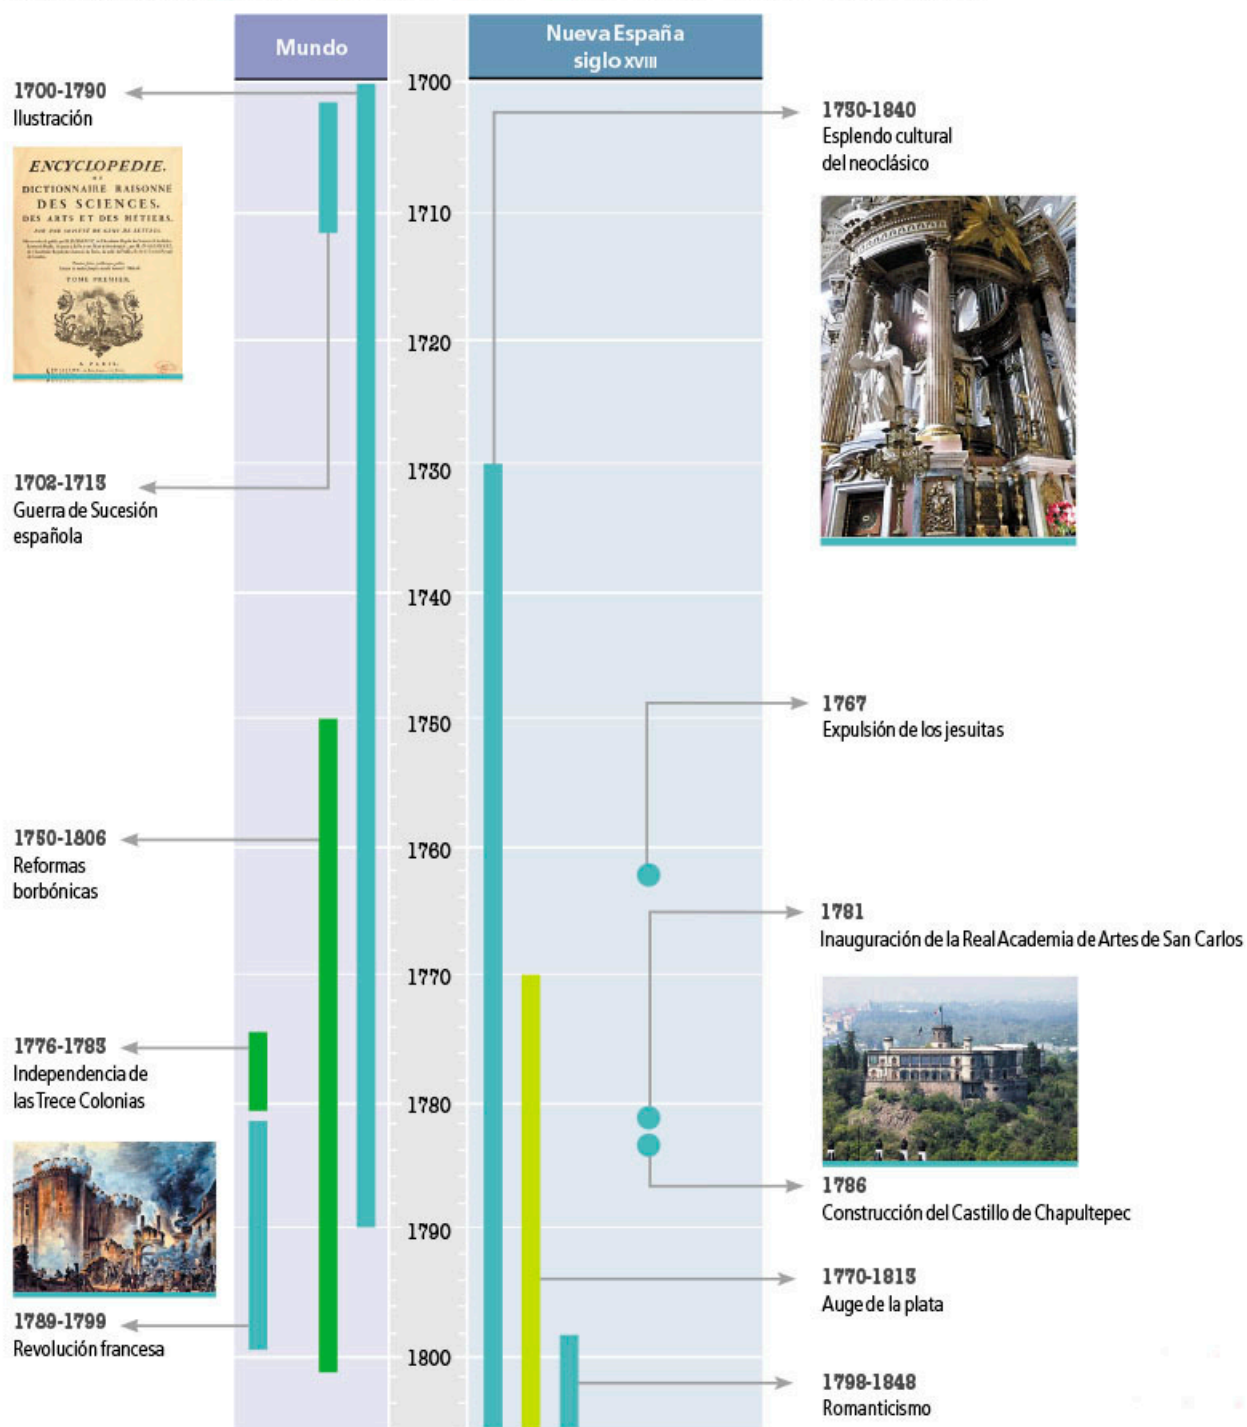 Mundo
Nueva España
siglo XVIII
1700-1790
Ilustración
ENCYCLOPEDIE,
OU
DICTIONNAIRE RAISONNÉ
DES SCIENCES,
DES ARTS ET DES MÉTIERS,
TOME PREMIER.
A PARIS,
1702-1713
Guerra de Sucesión
española
1750-1806
Reformas
borbónicas
1776-1783
Independencia de
las Trece Colonias
1789-1799
Revolución francesa
1700
1710
1720
1730
1740
1750
1760
1770
1780
1790
1800
1730-1840
Esplendo cultural
del neoclásico
1767
Expulsión de los jesuitas
1781
Inauguración de la Real Academia de Artes de San Carlos
1786
Construcción del Castillo de Chapultepec
1770-1813
Auge de la plata
1798-1848
Romanticismo